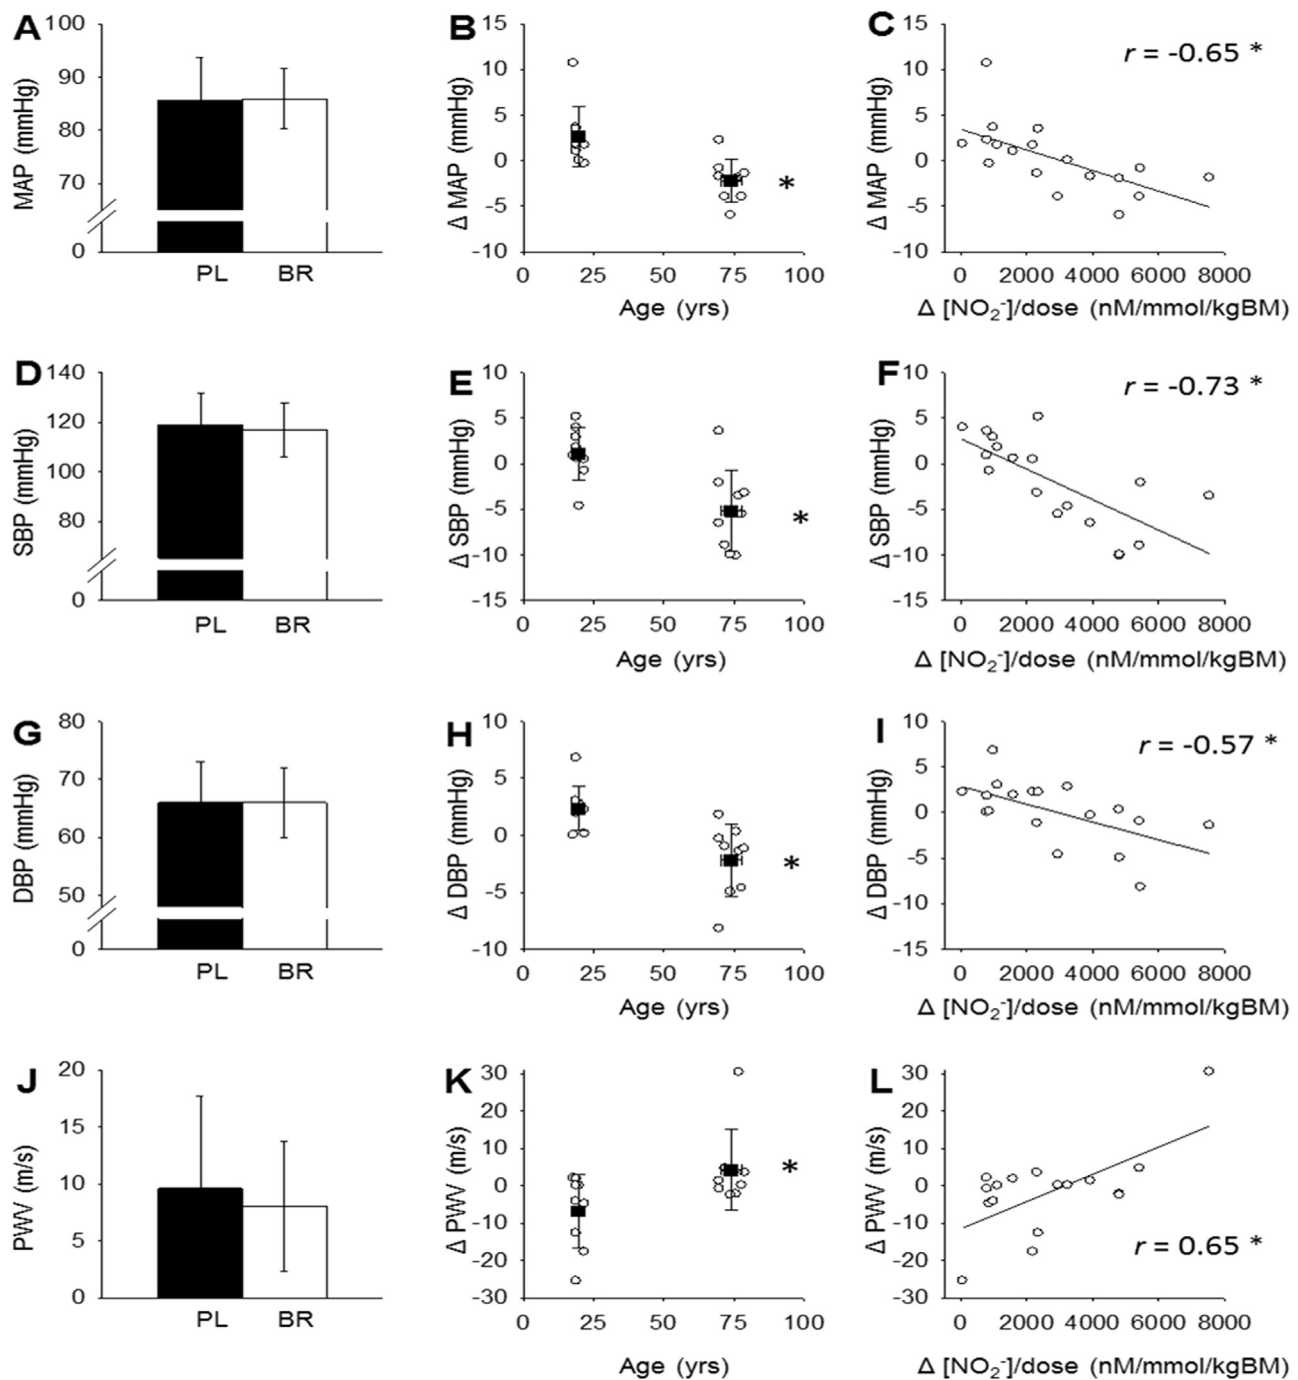 A
MAP (mmHg)
100
90
80
70
0
PL BR
B
Δ MAP (mmHg)
15
10
5
0
-5
-10
*
0 25 50 75 100
Age (yrs)
C
Δ MAP (mmHg)
15
10
5
0
-5
-10
r = -0.65 *
0 2000 4000 6000 8000
Δ [NO₂⁻]/dose (nM/mmol/kgBM)
D
SBP (mmHg)
140
120
100
80
0
PL BR
E
Δ SBP (mmHg)
10
5
0
-5
-10
-15
*
0 25 50 75 100
Age (yrs)
F
Δ SBP (mmHg)
10
5
0
-5
-10
-15
r = -0.73 *
0 2000 4000 6000 8000
Δ [NO₂⁻]/dose (nM/mmol/kgBM)
G
DBP (mmHg)
80
70
60
50
0
PL BR
H
Δ DBP (mmHg)
10
5
0
-5
-10
*
0 25 50 75 100
Age (yrs)
I
Δ DBP (mmHg)
10
5
0
-5
-10
-15
r = -0.57 *
0 2000 4000 6000 8000
Δ [NO₂⁻]/dose (nM/mmol/kgBM)
J
PWV (m/s)
20
15
10
5
0
PL BR
K
Δ PWV (m/s)
30
20
10
0
-10
-20
-30
*
0 25 50 75 100
Age (yrs)
L
Δ PWV (m/s)
30
20
10
0
-10
-20
-30
r = 0.65 *
0 2000 4000 6000 8000
Δ [NO₂⁻]/dose (nM/mmol/kgBM)